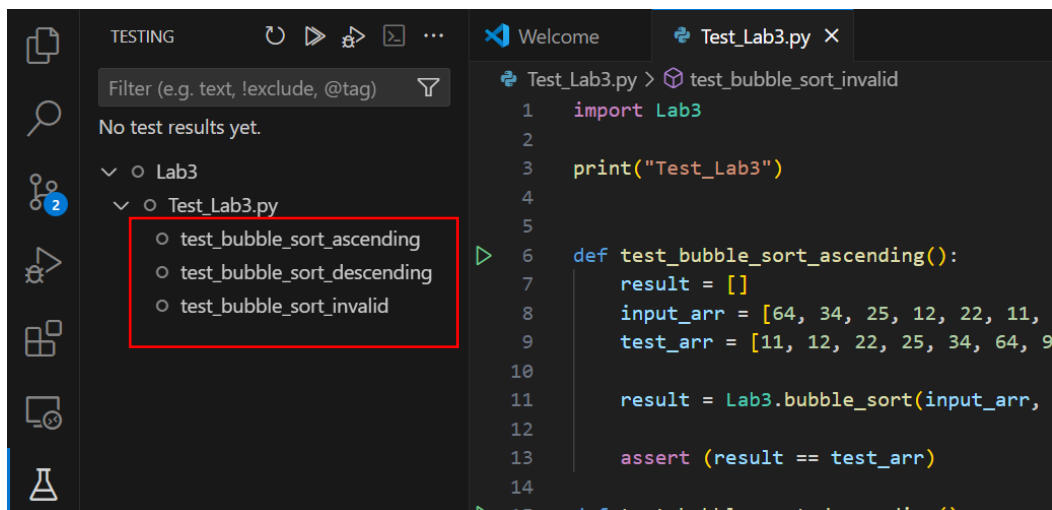 TESTING
Filter (e.g. text, !exclude, @tag)
No test results yet.
Lab3
Test_Lab3.py
test_bubble_sort_ascending
test_bubble_sort_descending
test_bubble_sort_invalid
2
Welcome
Test_Lab3.py
Test_Lab3.py > test_bubble_sort_invalid
1 import Lab3
2
3 print("Test_Lab3")
4
5
6 def test_bubble_sort_ascending():
7 result = []
8 input_arr = [64, 34, 25, 12, 22, 11,
9 test_arr = [11, 12, 22, 25, 34, 64, 9
10
11 result = Lab3.bubble_sort(input_arr,
12
13 assert (result == test_arr)
14